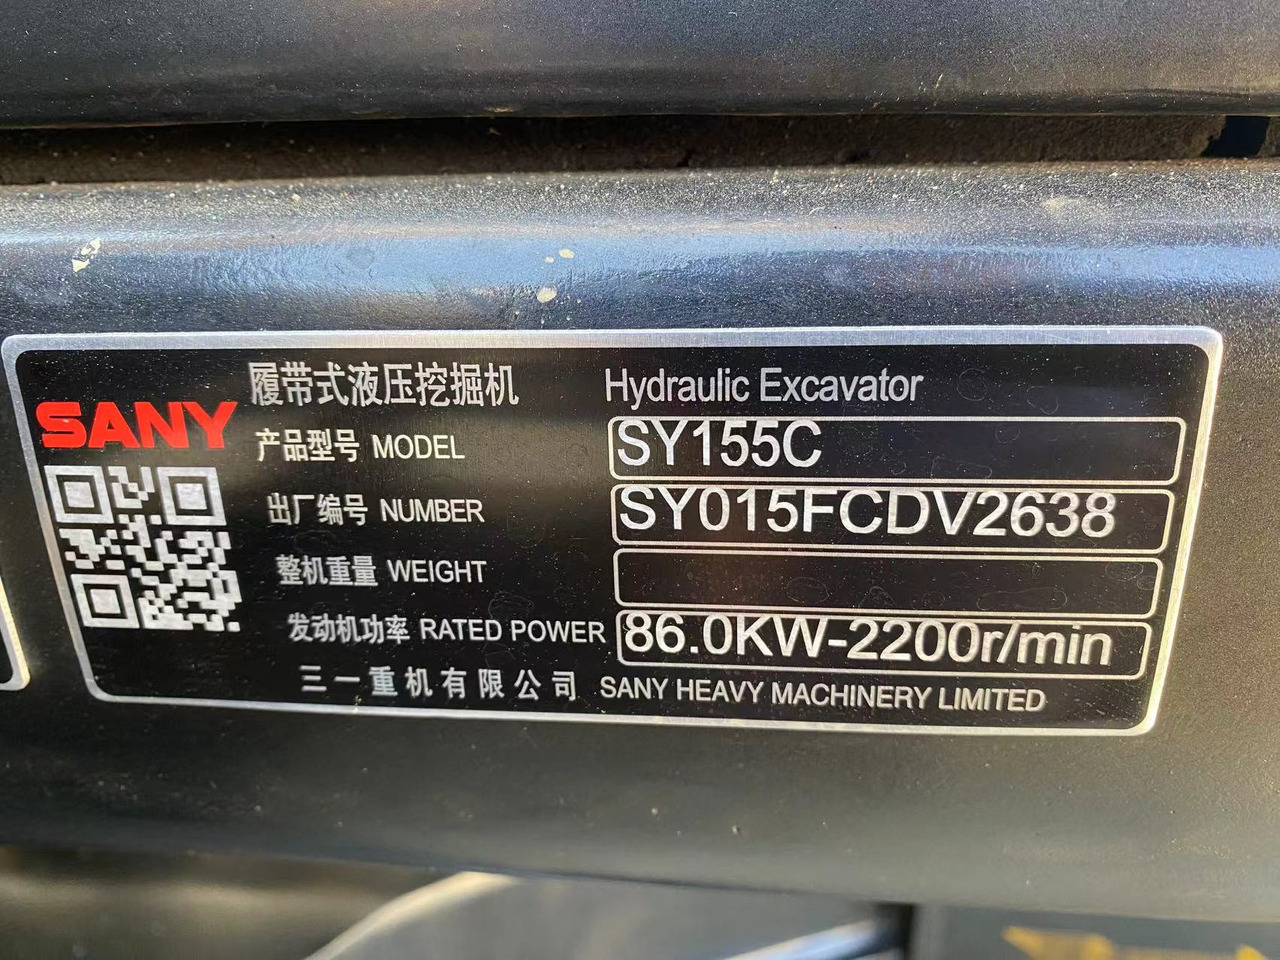 履带式液压挖掘机 Hydraulic Excavator
SANY
产品型号 MODEL SY155C
出厂编号 NUMBER SY015FCDV2638
整机重量 WEIGHT
发动机功率 RATED POWER 86.0KW-2200r/min
三一重机有限公司 SANY HEAVY MACHINERY LIMITED